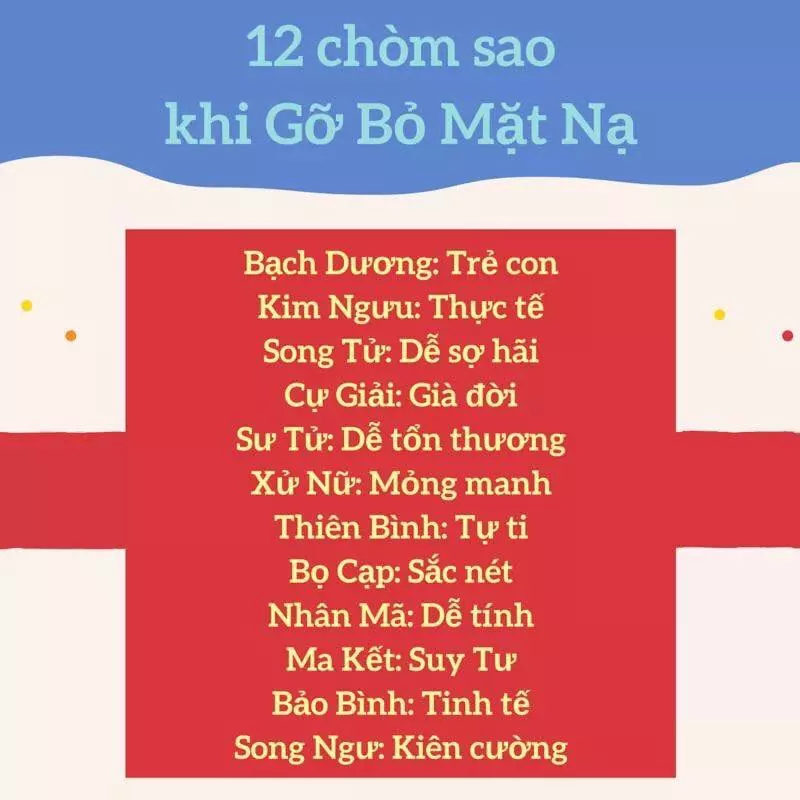 12 chòm sao
khi Gỡ Bỏ Mặt Nạ
Bạch Dương: Trẻ con
Kim Ngưu: Thực tế
Song Tử: Dễ sợ hãi
Cự Giải: Già đời
Sư Tử: Dễ tổn thương
Xử Nữ: Mỏng manh
Thiên Bình: Tự ti
Bọ Cạp: Sắc nét
Nhân Mã: Dễ tính
Ma Kết: Suy Tư
Bảo Bình: Tinh tế
Song Ngư: Kiên cường